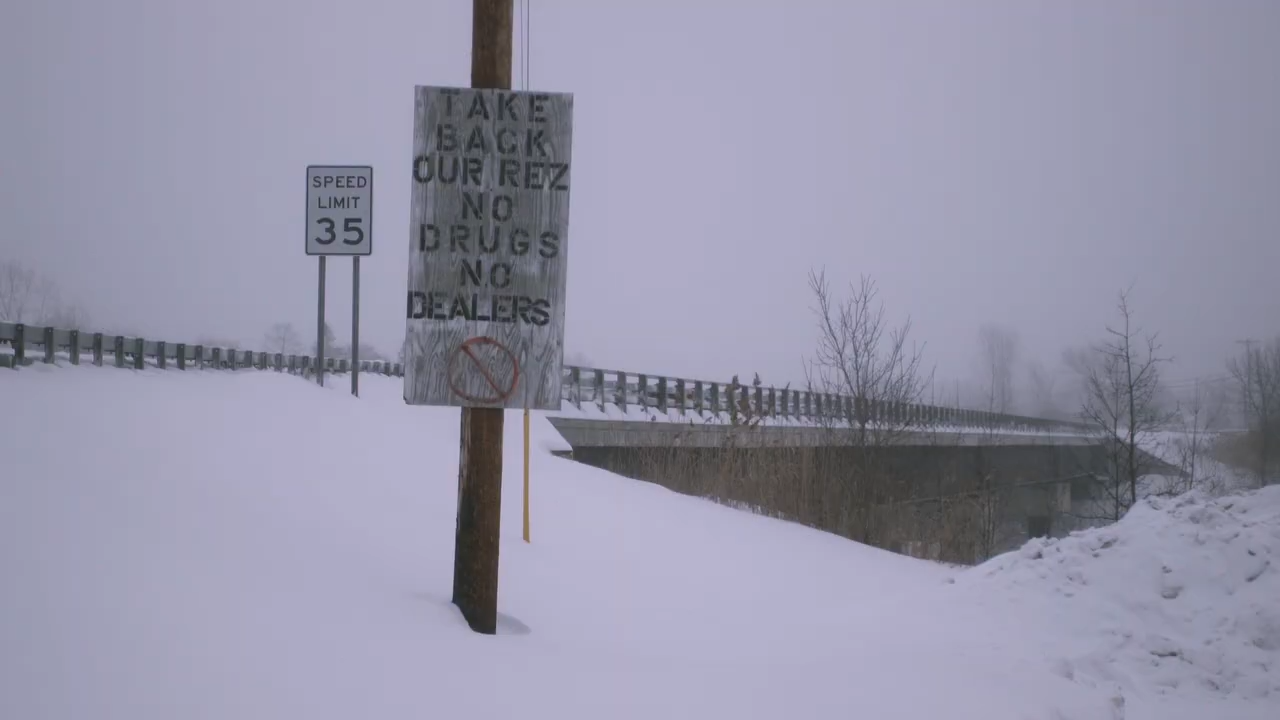 SPEED
LIMIT
35
TAKE
BACK
OUR REZ
NO
DRUGS
NO
DEALERS